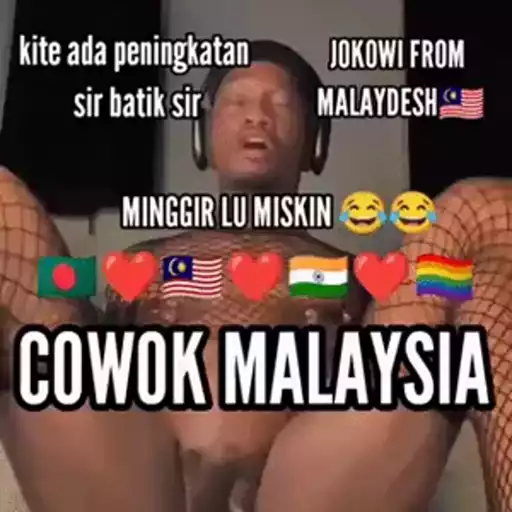 kite ada peningkatan
sir batik sir
JOKOWI FROM
MALAYDESH🇲🇾
MINGGIR LU MISKIN 😂😂
🇧🇩❤️🇲🇾❤️🇮🇳❤️🏳️‍🌈
COWOK MALAYSIA